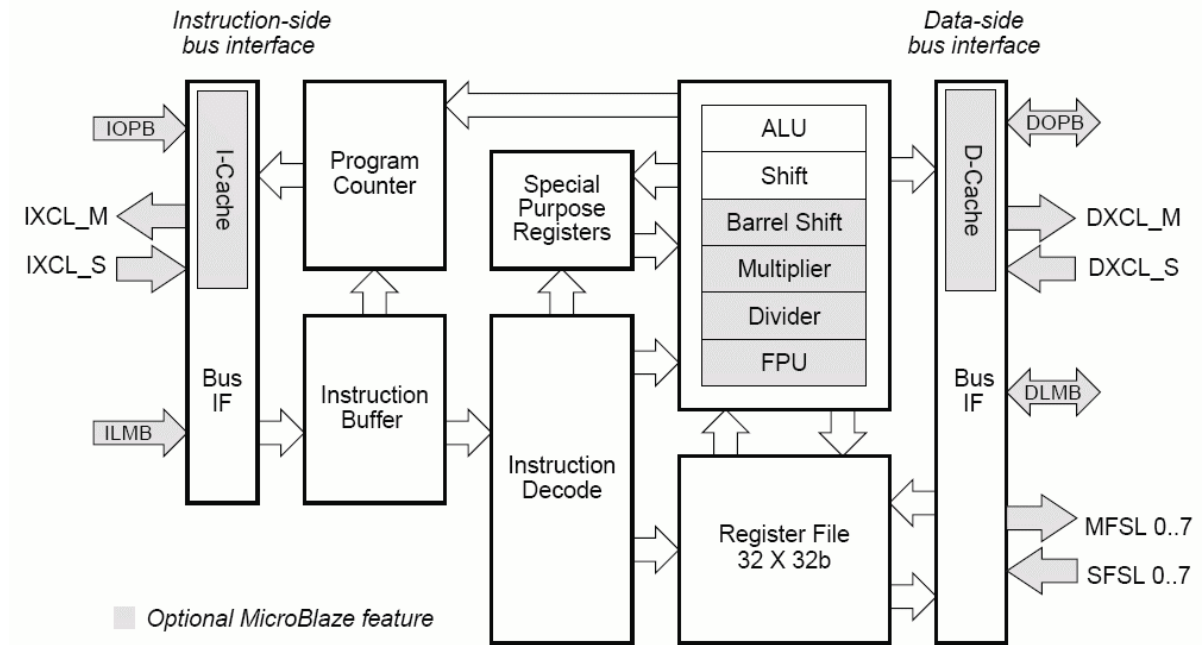 Instruction-side
bus interface
Data-side
bus interface
IOPB
IXCL_M
IXCL_S
ILMB
I-Cache
Bus
IF
Program
Counter
Special
Purpose
Registers
Instruction
Buffer
Instruction
Decode
ALU
Shift
Barrel Shift
Multiplier
Divider
FPU
Register File
32 X 32b
D-Cache
Bus
IF
DOPB
DXCL_M
DXCL_S
DLMB
MFSL 0..7
SFSL 0..7
Optional MicroBlaze feature